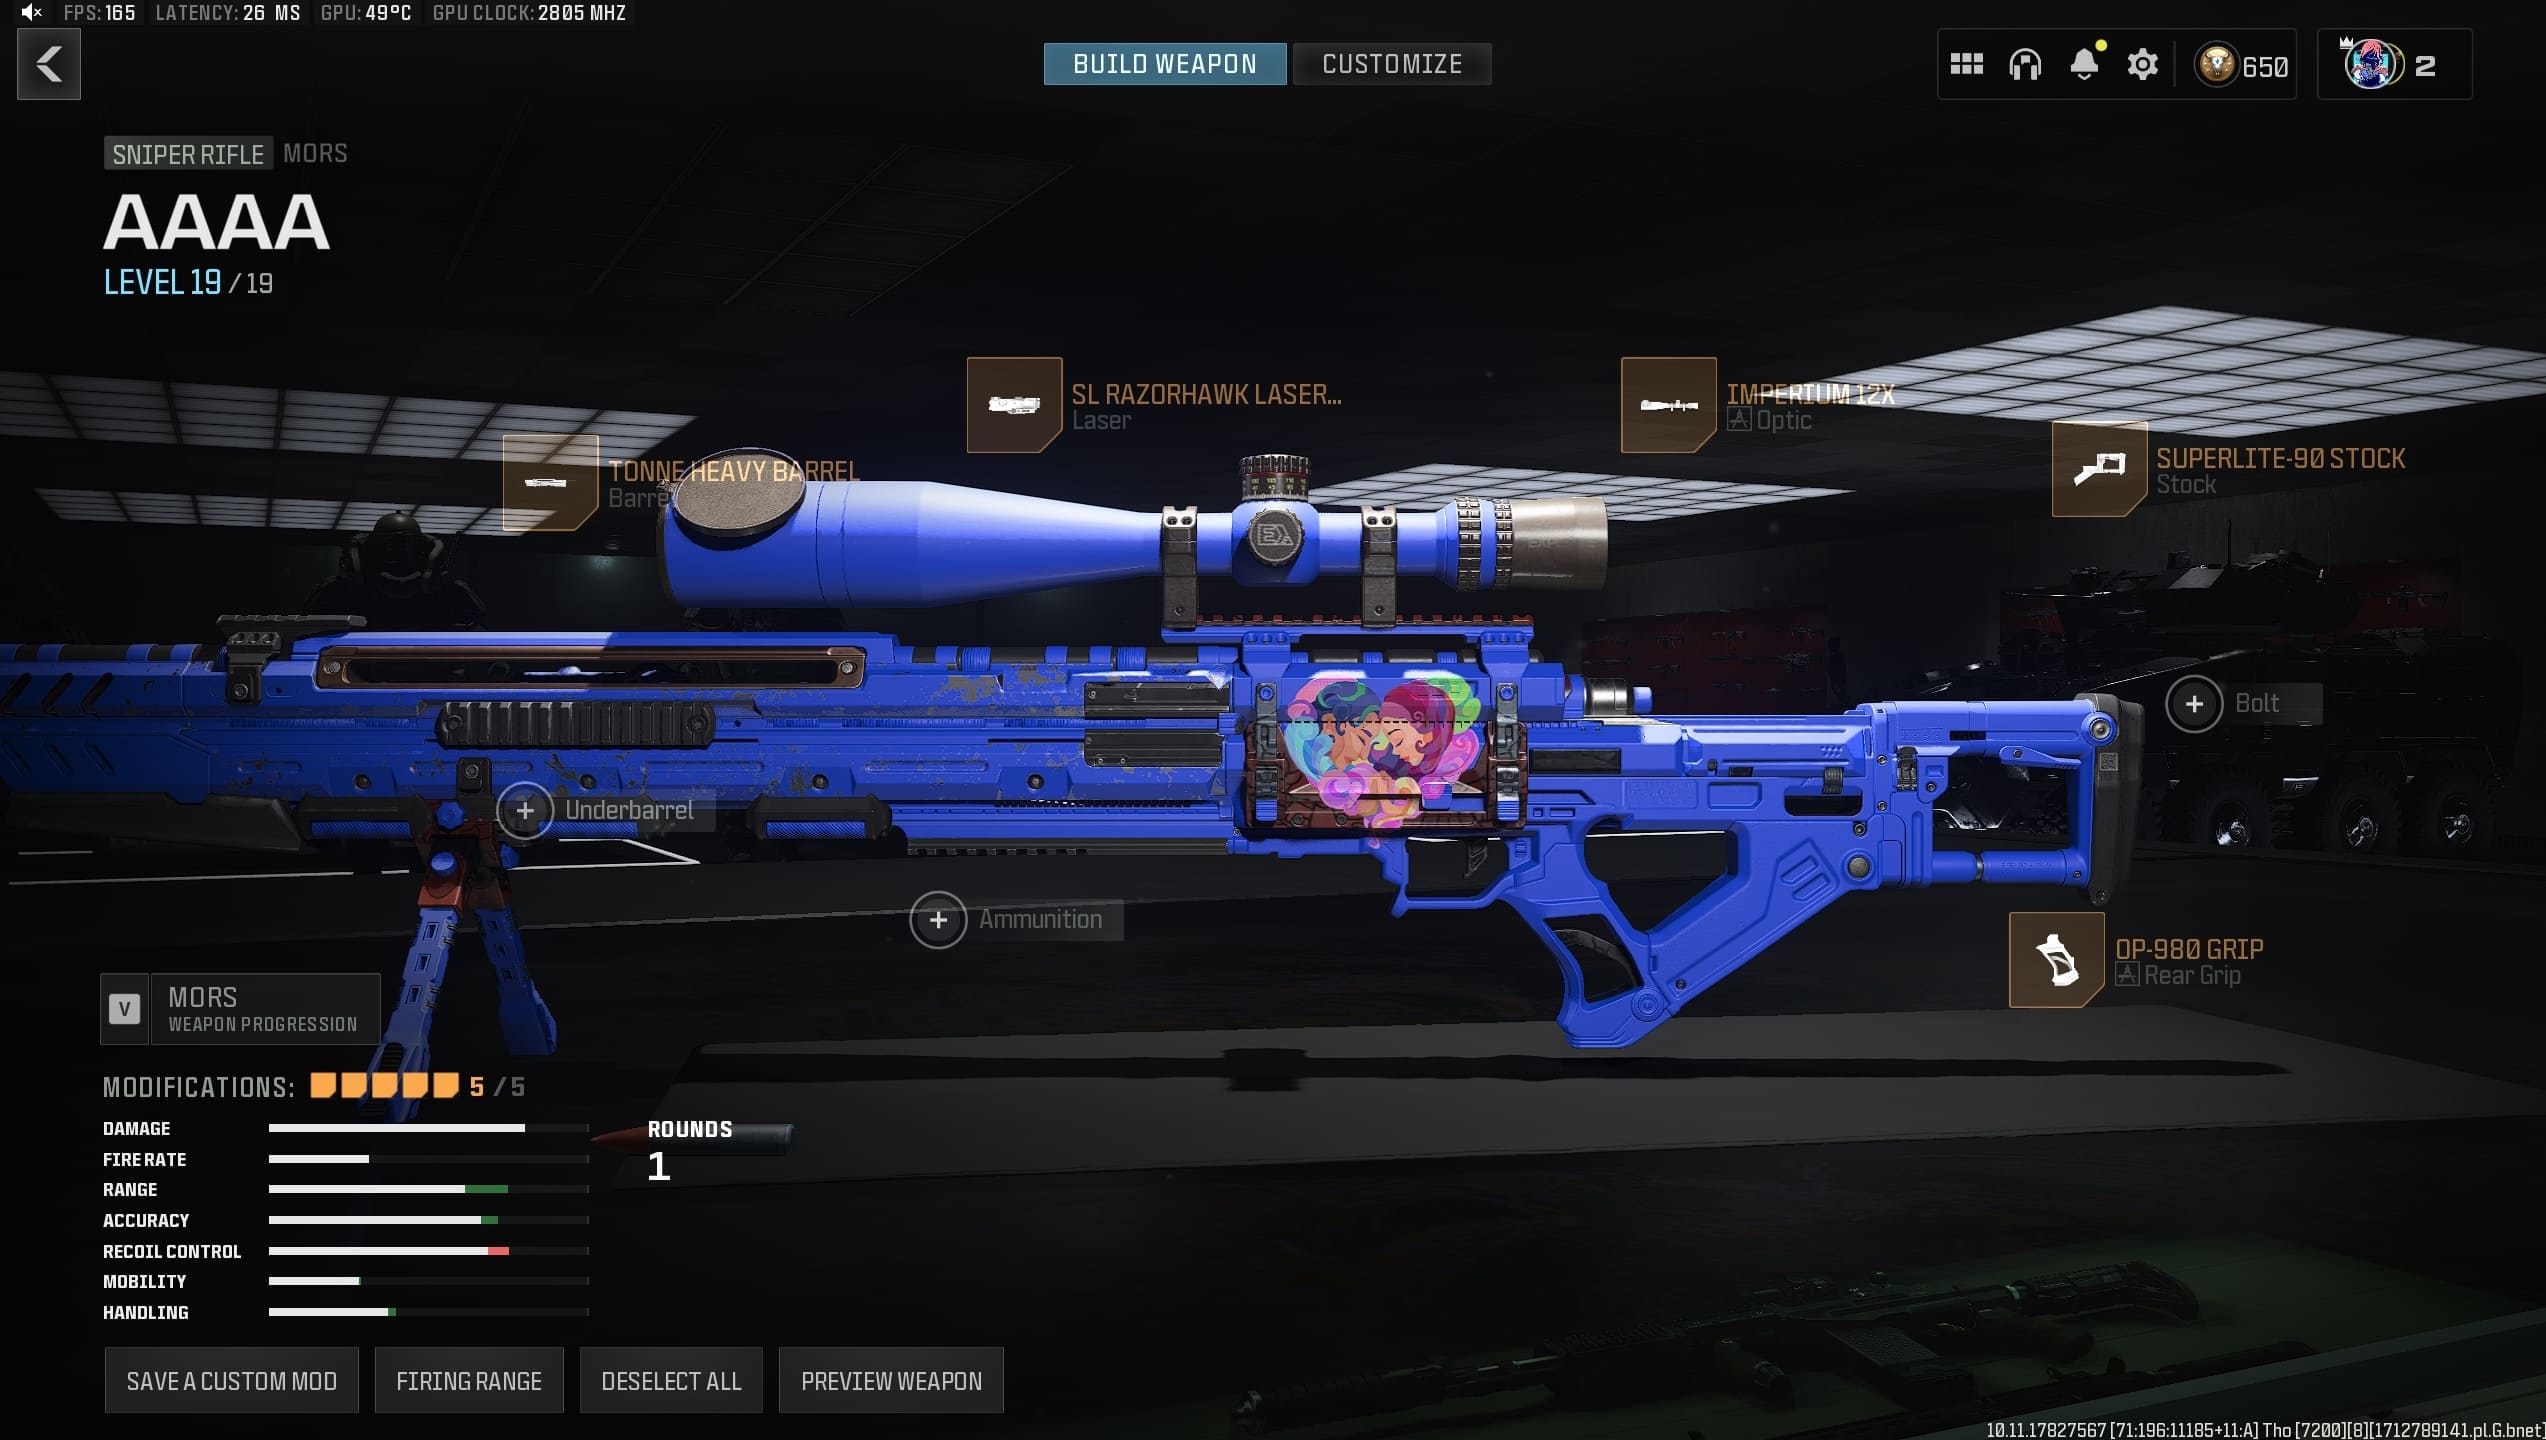 FPS: 165 LATENCY: 26 MS GPU: 49°C GPU CLOCK: 2805 MHZ
BUILD WEAPON CUSTOMIZE
650 2
SNIPER RIFLE MORS
AAAA
LEVEL 19 / 19
SL RAZORHAWK LASER...
Laser
IMPERIUM 12X
Optic
TONNE HEAVY BARREL
Barre
SUPERLITE-90 STOCK
Stock
Bolt
Underbarrel
Ammunition
OP-980 GRIP
Rear Grip
V MORS
WEAPON PROGRESSION
MODIFICATIONS: 5 / 5
DAMAGE
FIRE RATE
RANGE
ACCURACY
RECOIL CONTROL
MOBILITY
HANDLING
ROUNDS
1
SAVE A CUSTOM MOD FIRING RANGE DESELECT ALL PREVIEW WEAPON
10.11.17827567 [71:196:11185+11:A] Tho [7200][8][1712789141.pl.G.bnet]